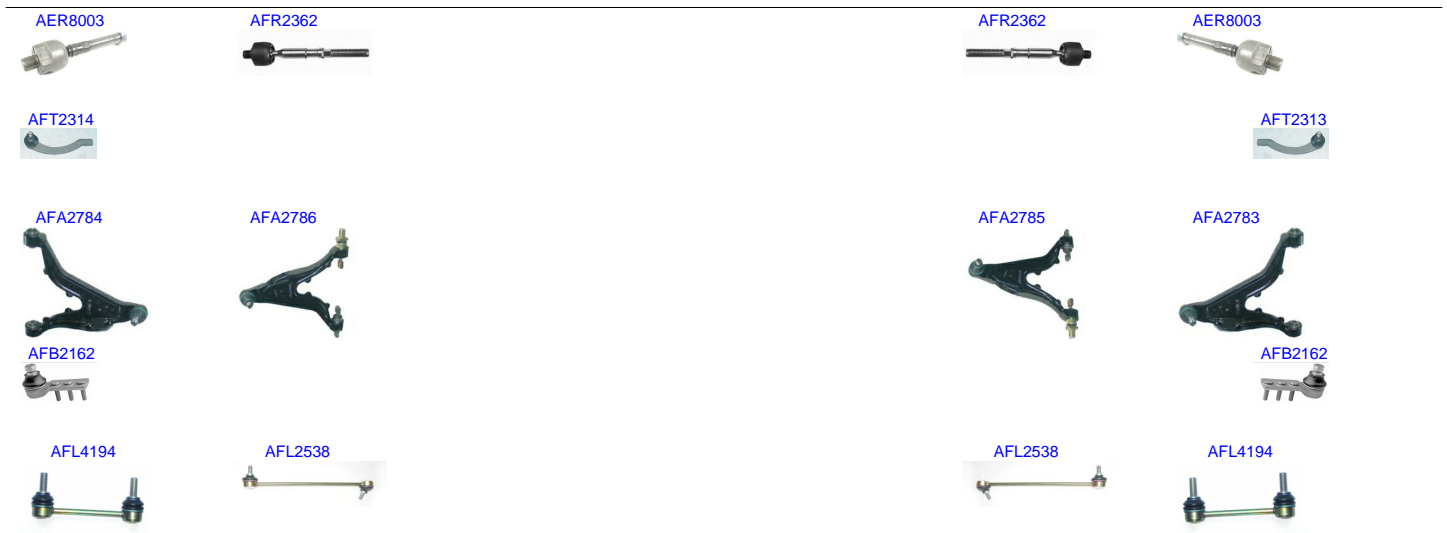 AER8003 AFR2362 AFR2362 AER8003
AFT2314 AFT2313
AFA2784 AFA2786 AFA2785 AFA2783
AFB2162 AFB2162
AFL4194 AFL2538 AFL2538 AFL4194